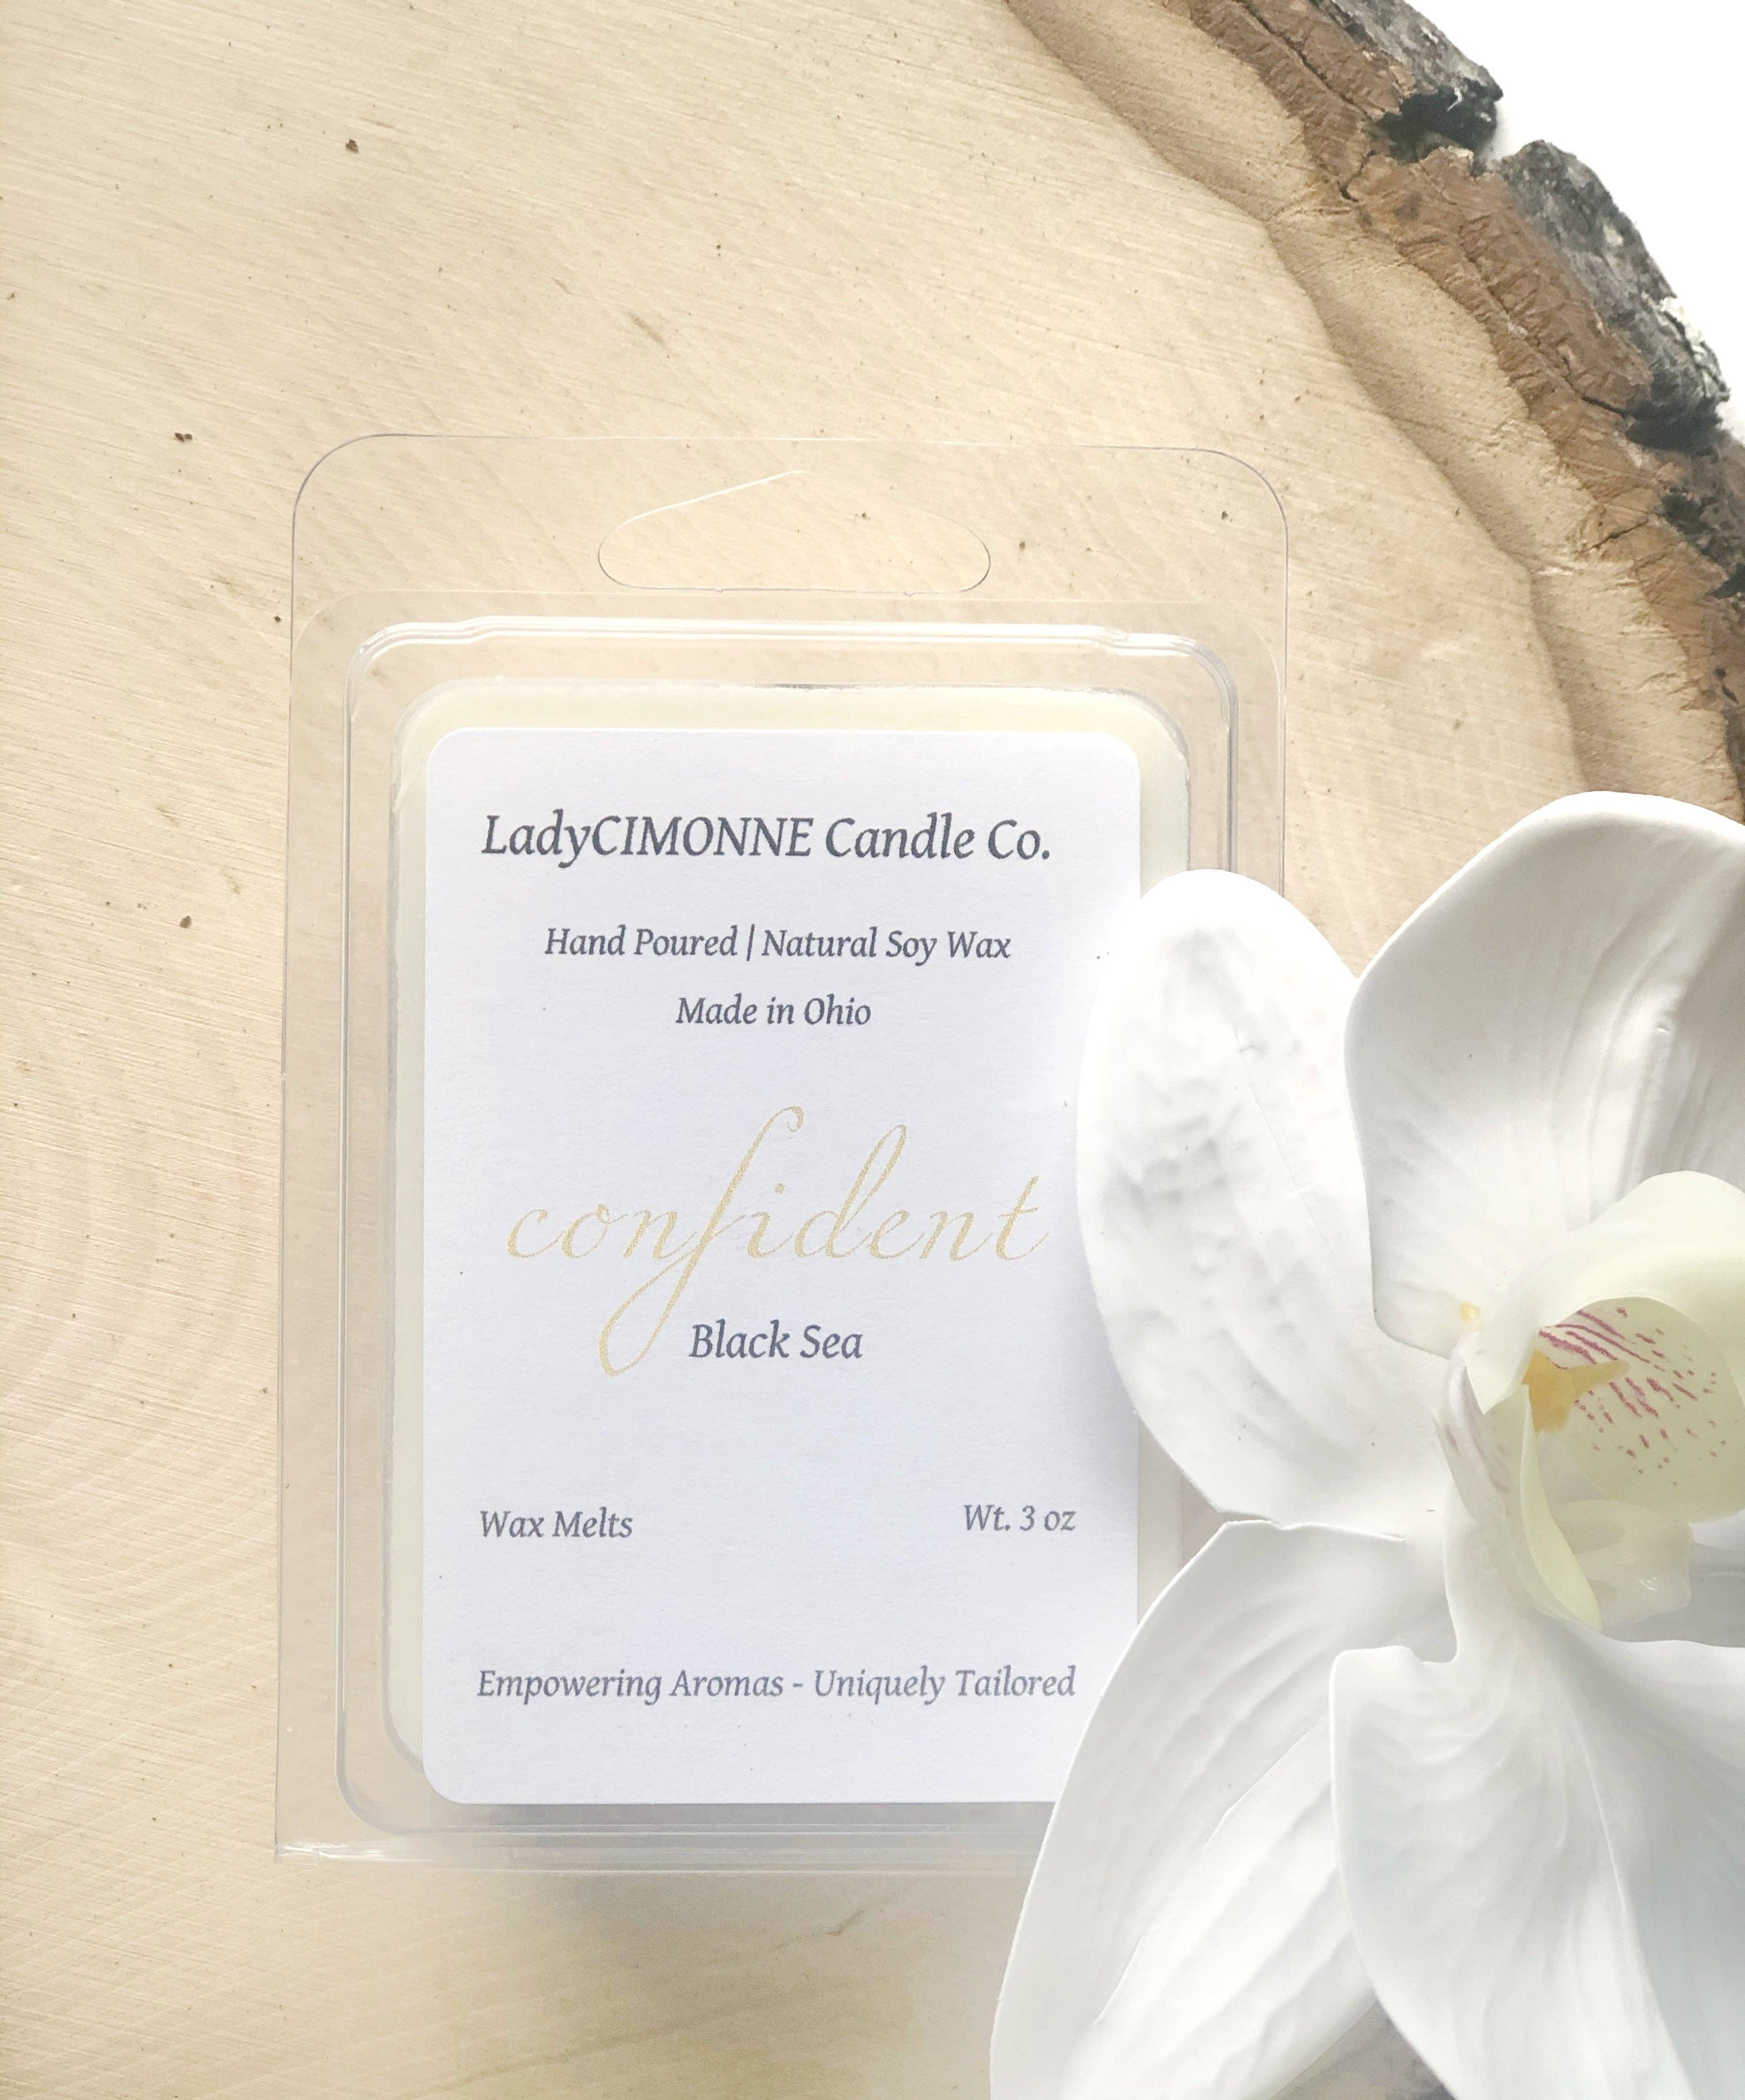 LadyCIMONNE Candle Co.
Hand Poured | Natural Soy Wax
Made in Ohio
confident
Black Sea
Wax Melts Wt. 3 oz
Empowering Aromas - Uniquely Tailored